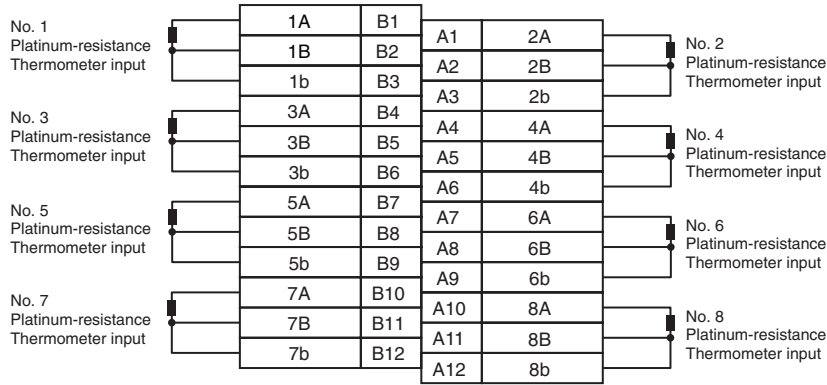 No. 1
Platinum-resistance
Thermometer input
1A B1
1B B2
1b B3
No. 3
Platinum-resistance
Thermometer input
3A B4
3B B5
3b B6
No. 5
Platinum-resistance
Thermometer input
5A B7
5B B8
5b B9
No. 7
Platinum-resistance
Thermometer input
7A B10
7B B11
7b B12
A1 2A
A2 2B
A3 2b
No. 2
Platinum-resistance
Thermometer input
A4 4A
A5 4B
A6 4b
No. 4
Platinum-resistance
Thermometer input
A7 6A
A8 6B
A9 6b
No. 6
Platinum-resistance
Thermometer input
A10 8A
A11 8B
A12 8b
No. 8
Platinum-resistance
Thermometer input